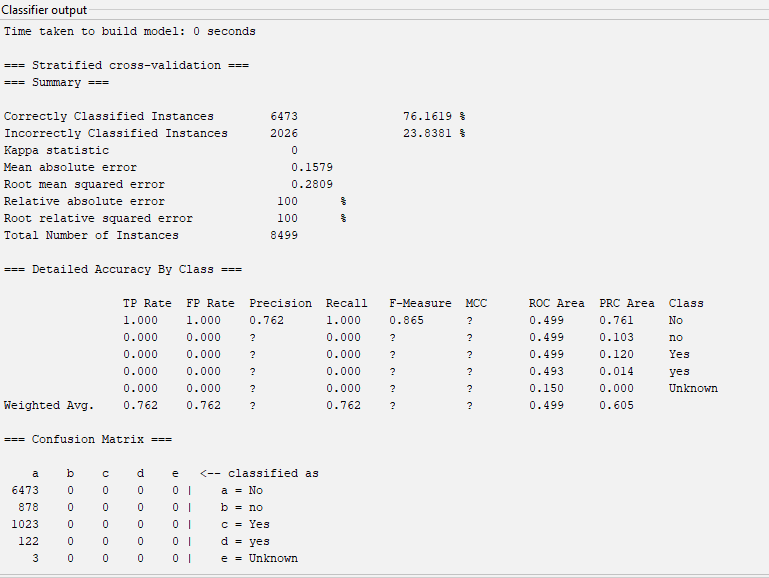 Classifier output
Time taken to build model: 0 seconds
=== Stratified cross-validation ===
=== Summary ===
Correctly Classified Instances 6473 76.1619 %
Incorrectly Classified Instances 2026 23.8381 %
Kappa statistic 0
Mean absolute error 0.1579
Root mean squared error 0.2809
Relative absolute error 100 %
Root relative squared error 100 %
Total Number of Instances 8499
=== Detailed Accuracy By Class ===
TP Rate FP Rate Precision Recall F-Measure MCC ROC Area PRC Area Class
1.000 1.000 0.762 1.000 0.865 ? 0.499 0.761 No
0.000 0.000 ? 0.000 ? ? 0.499 0.103 no
0.000 0.000 ? 0.000 ? ? 0.499 0.120 Yes
0.000 0.000 ? 0.000 ? ? 0.493 0.014 yes
0.000 0.000 ? 0.000 ? ? 0.150 0.000 Unknown
Weighted Avg. 0.762 0.762 ? 0.762 ? ? 0.499 0.605
=== Confusion Matrix ===
a b c d e <-- classified as
6473 0 0 0 0 | a = No
878 0 0 0 0 | b = no
1023 0 0 0 0 | c = Yes
122 0 0 0 0 | d = yes
3 0 0 0 0 | e = Unknown